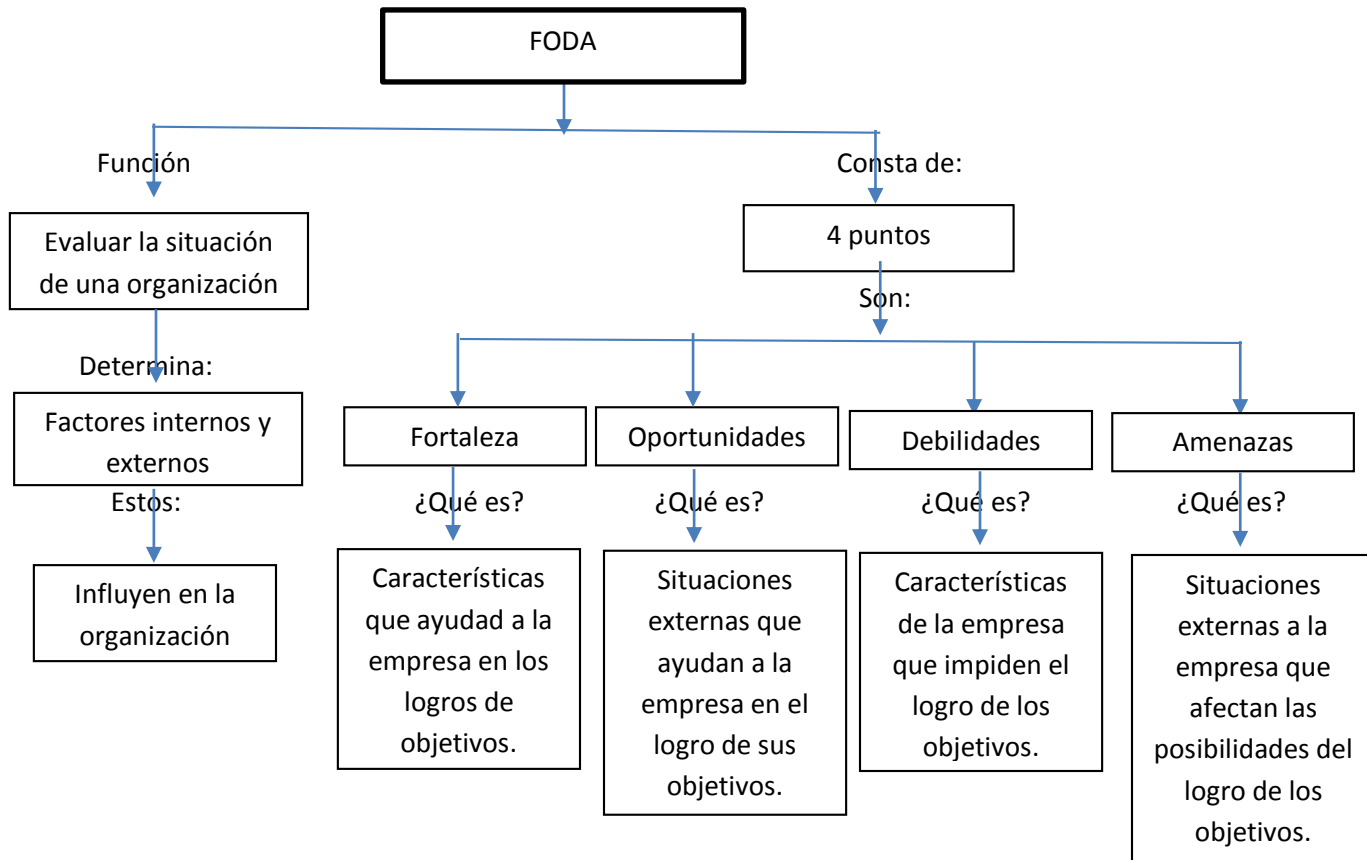 FODA
Función
Consta de:
Evaluar la situación
de una organización
4 puntos
Son:
Determina:
Factores internos y
externos
Fortaleza
Oportunidades
Debilidades
Amenazas
Estos:
¿Qué es?
¿Qué es?
¿Qué es?
¿Qué es?
Influyen en la
organización
Características
que ayudad a la
empresa en los
logros de
objetivos.
Situaciones
externas que
ayudan a la
empresa en el
logro de sus
objetivos.
Características
de la empresa
que impiden el
logro de los
objetivos.
Situaciones
externas a la
empresa que
afectan las
posibilidades del
logro de los
objetivos.